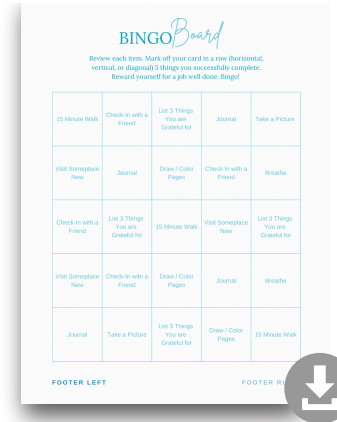 BINGO Board
Review each item. Mark off your card in a row (horizontal,
vertical, or diagonal) 5 things you successfully complete.
Reward yourself for a job well done. Bingo!
15 Minute Walk
Check-In with a
Friend
List 3 Things
You are
Grateful for
Journal
Take a Picture
Visit Someplace
New
Journal
Draw / Color
Pages
Check-In with a
Friend
Breathe
Check-In with a
Friend
List 3 Things
You are
Grateful for
15 Minute Walk
Visit Someplace
New
List 3 Things
You are
Grateful for
Visit Someplace
New
Check-In with a
Friend
Draw / Color
Pages
Journal
Breathe
Journal
Take a Picture
List 3 Things
You are
Grateful for
Draw / Color
Pages
15 Minute Walk
FOOTER LEFT
FOOTER